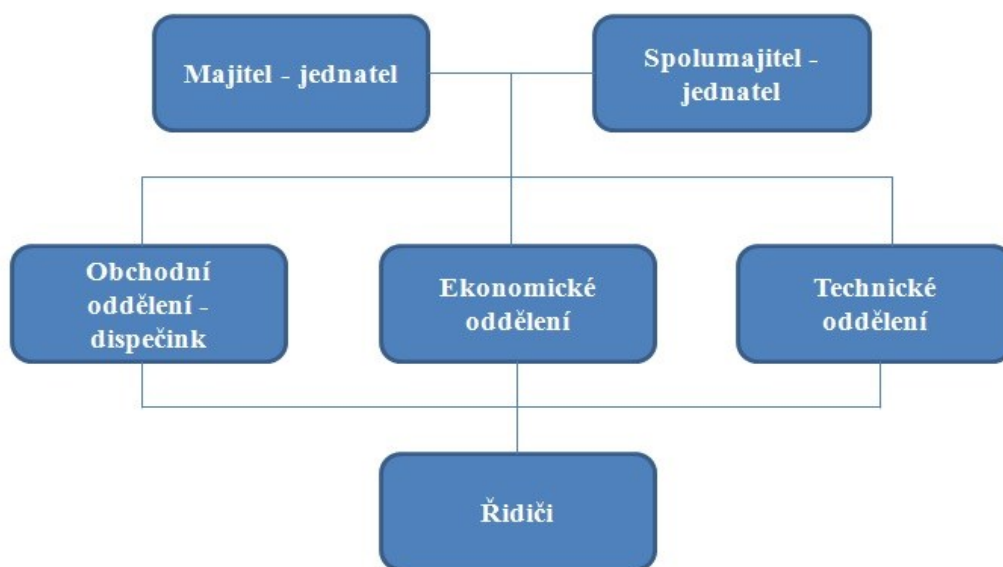 Majitel - jednatel
Spolumajitel -
jednatel
Obchodní
oddělení -
dispečink
Ekonomické
oddělení
Technické
oddělení
Řidiči